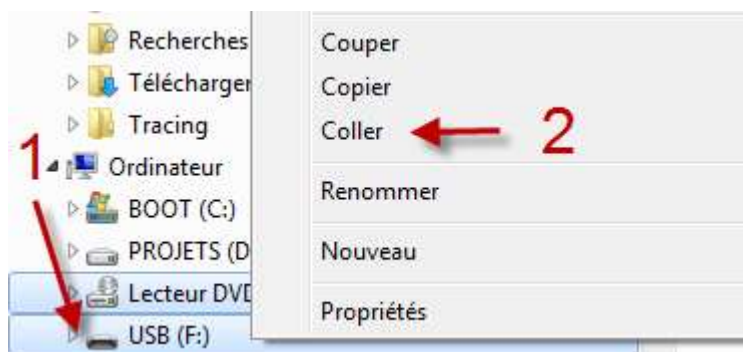 Recherches
Télécharger
Tracing
1
Ordinateur
BOOT (C:)
PROJETS (D
Lecteur DVD
USB (F:)
Couper
Copier
Coller
2
Renommer
Nouveau
Propriétés